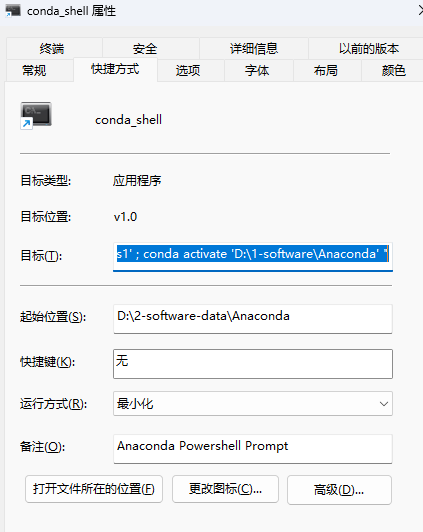 conda_shell 属性
终端 安全 详细信息 以前的版本
常规 快捷方式 选项 字体 布局 颜色
conda_shell
目标类型: 应用程序
目标位置: v1.0
目标(T): s1' ; conda activate 'D:\1-software\Anaconda' "
起始位置(S): D:\2-software-data\Anaconda
快捷键(K): 无
运行方式(R): 最小化
备注(O): Anaconda Powershell Prompt
打开文件所在的位置(F) 更改图标(C)... 高级(D)...